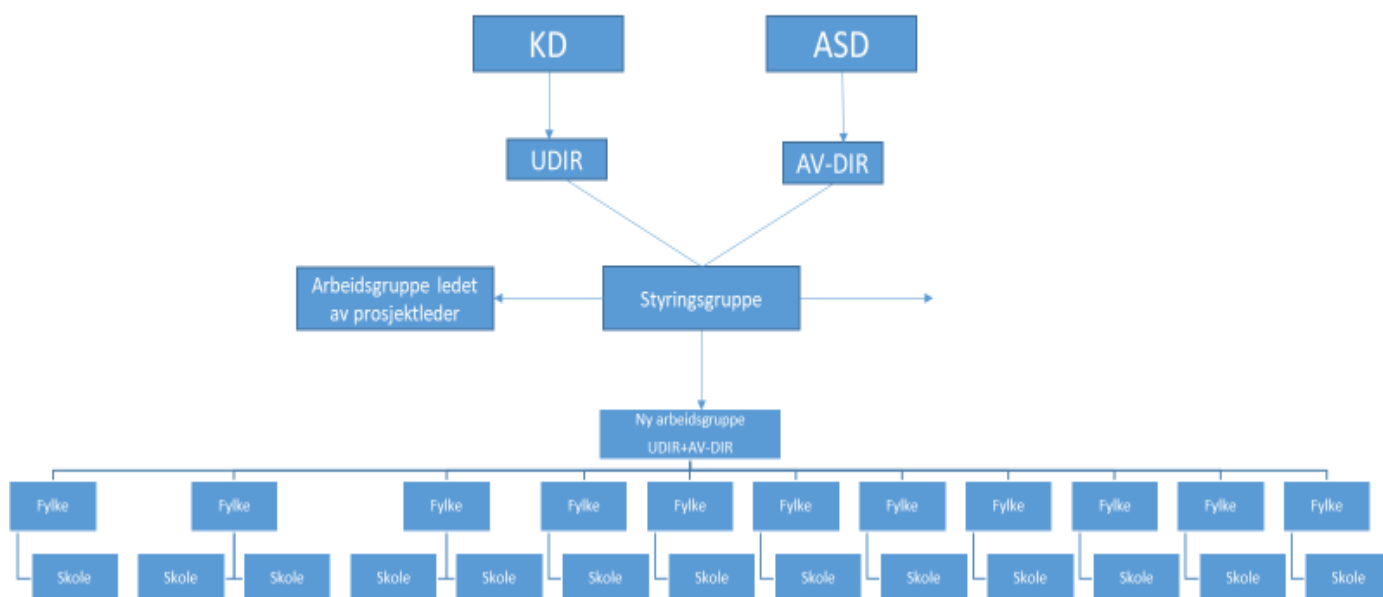 KD
ASD
UDIR
AV-DIR
Arbeidsgruppe ledet
av prosjektleder
Styringsgruppe
Ny arbeidsgruppe
UDIR+AV-DIR
Fylke
Fylke
Fylke
Fylke
Fylke
Fylke
Fylke
Fylke
Fylke
Fylke
Fylke
Skole
Skole
Skole
Skole
Skole
Skole
Skole
Skole
Skole
Skole
Skole
Skole
Skole